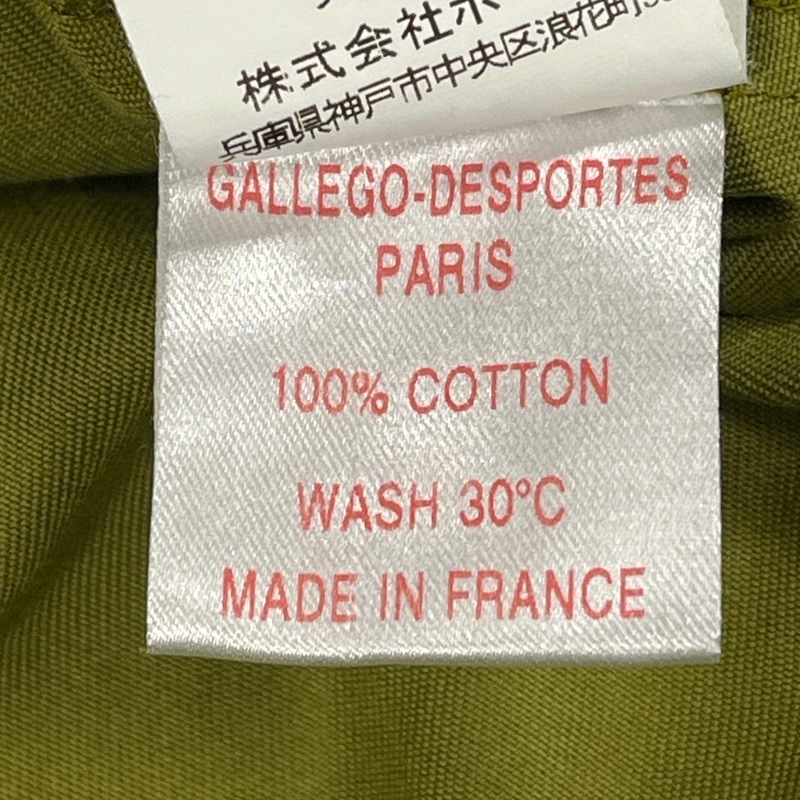 株式会社ホ
兵庫県神戸市中央区浪花町
GALLEGO-DESPORTES
PARIS
100% COTTON
WASH 30°C
MADE IN FRANCE